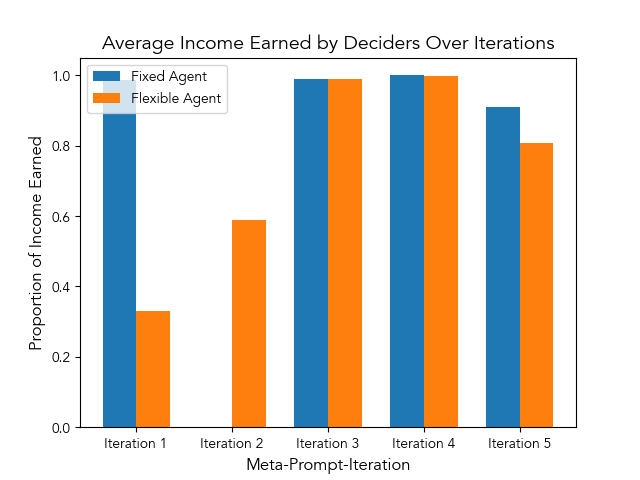 Average Income Earned by Deciders Over Iterations
Fixed Agent
Flexible Agent
Proportion of Income Earned
1.0
0.8
0.6
0.4
0.2
0.0
Iteration 1
Iteration 2
Iteration 3
Iteration 4
Iteration 5
Meta-Prompt-Iteration